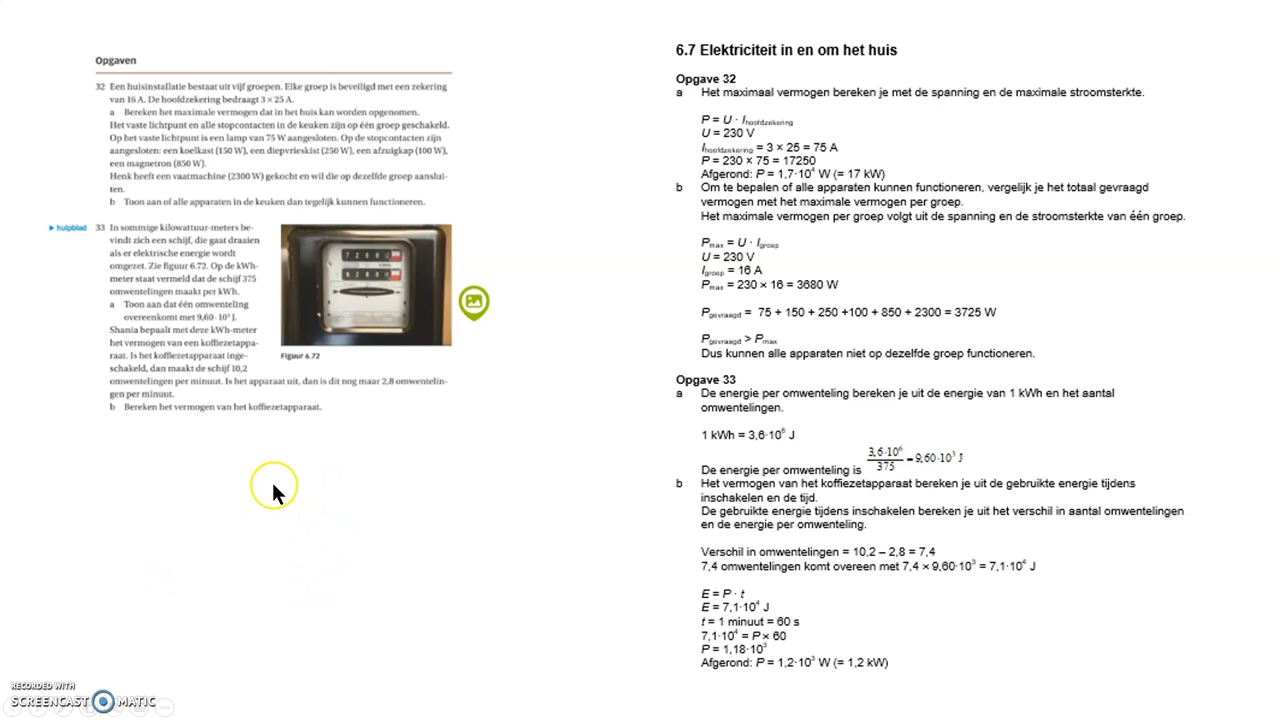 Opgaven
32 Een huisinstallatie bestaat uit vijf groepen. Elke groep is beveiligd met een zekering
van 16 A. De hoofdzekering bedraagt 3 × 25 A.
a Bereken het maximale vermogen dat in het huis kan worden opgenomen.
Het vaste lichtpunt en alle stopcontacten in de keuken zijn op één groep geschakeld.
Op het vaste lichtpunt is een lamp van 75 W aangesloten. Op de stopcontacten zijn
aangesloten: een koelkast (150 W), een diepvrieskist (250 W), een afzuigkap (100 W),
een magnetron (850 W).
Henk heeft een vaatmachine (2300 W) gekocht en wil die op dezelfde groep aanslui-
ten.
b Toon aan of alle apparaten in de keuken dan tegelijk kunnen functioneren.
▶ hulpblad 33 In sommige kilowattuur-meters be-
vindt zich een schijf, die gaat draaien
als er elektrische energie wordt
omgezet. Zie figuur 6.72. Op de kWh-
meter staat vermeld dat de schijf 375
omwentelingen maakt per kWh.
a Toon aan dat één omwenteling
overeenkomt met 9,60·10³ J.
Shania bepaalt met deze kWh-meter
het vermogen van een koffiezetappa-
raat. Is het koffiezetapparaat inge-
schakeld, dan maakt de schijf 10,2
omwentelingen per minuut. Is het apparaat uit, dan is dit nog maar 2,8 omwentelin-
gen per minuut.
b Bereken het vermogen van het koffiezetapparaat.
Figuur 6.72
6.7 Elektriciteit in en om het huis
Opgave 32
a Het maximaal vermogen bereken je met de spanning en de maximale stroomsterkte.
P = U · Ihoofdzekering
U = 230 V
Ihoofdzekering = 3 × 25 = 75 A
P = 230 × 75 = 17250
Afgerond: P = 1,7·10⁴ W (= 17 kW)
b Om te bepalen of alle apparaten kunnen functioneren, vergelijk je het totaal gevraagd
vermogen met het maximale vermogen per groep.
Het maximale vermogen per groep volgt uit de spanning en de stroomsterkte van één groep.
Pmax = U · Igroep
U = 230 V
Igroep = 16 A
Pmax = 230 × 16 = 3680 W
Pgevraagd = 75 + 150 + 250 +100 + 850 + 2300 = 3725 W
Pgevraagd > Pmax
Dus kunnen alle apparaten niet op dezelfde groep functioneren.
Opgave 33
a De energie per omwenteling bereken je uit de energie van 1 kWh en het aantal
omwentelingen.
1 kWh = 3,6·10⁶ J
De energie per omwenteling is 3,6·10⁶ / 375 = 9,60·10³ J
b Het vermogen van het koffiezetapparaat bereken je uit de gebruikte energie tijdens
inschakelen en de tijd.
De gebruikte energie tijdens inschakelen bereken je uit het verschil in aantal omwentelingen
en de energie per omwenteling.
Verschil in omwentelingen = 10,2 – 2,8 = 7,4
7,4 omwentelingen komt overeen met 7,4 × 9,60·10³ = 7,1·10⁴ J
E = P · t
E = 7,1·10⁴ J
t = 1 minuut = 60 s
7,1·10⁴ = P × 60
P = 1,18·10³
Afgerond: P = 1,2·10³ W (= 1,2 kW)
RECORDED WITH
SCREENCAST MATIC